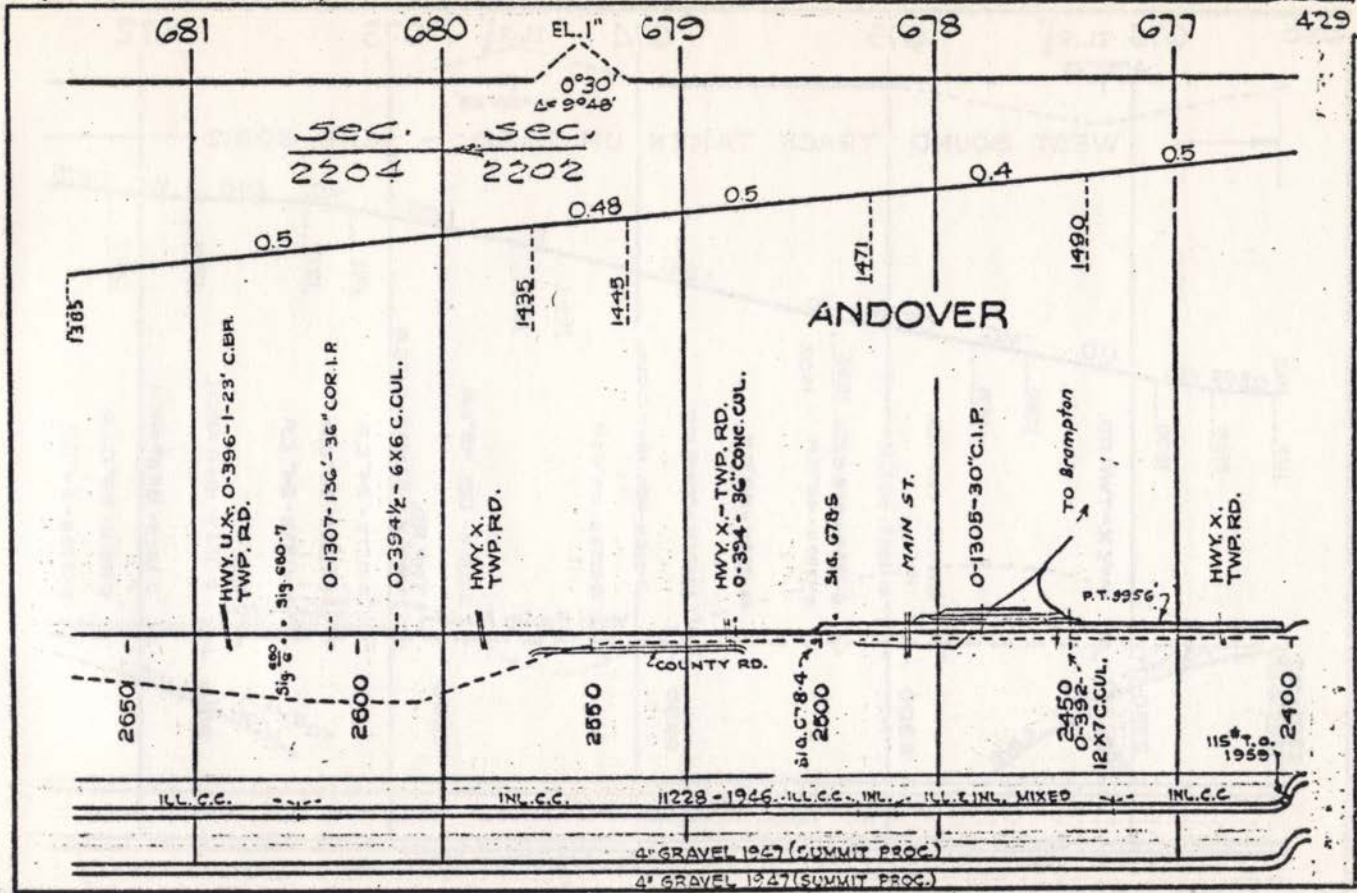 681 680 EL.1" 679 678 677 429
0°30'
Δ= 9°48'
Sec. Sec.
2204 2202
0.5 0.48 0.5 0.4 0.5
1385 1435 1445 1471 1490
ANDOVER
HWY. U.X. 0-396-1-23' C.BR.
TWP. RD.
Sig. 680-7
0-1307-136'-36" COR.I.P.
0-394½-6X6 C.CUL.
HWY. X.
TWP. RD.
HWY. X.-TWP. RD.
0-394-36" CONC. CUL.
SIG. 678.5
MAIN ST.
0-1305-30" C.I.P.
TO Brampton
P.T. 9956'
HWY. X.
TWP. RD.
COUNTY RD.
2650
2600
2550
SIG. 678.4
2500
2450
0-392-
12X7 C.CUL.
115# T.O.
1959
2400
ILL.C.C. INL.C.C. 11228-1946 ILL.C.C. INL. ILL.& INL. MIXED INL.C.C
4" GRAVEL 1947 (SUMMIT PROC.)
4" GRAVEL 1947 (SUMMIT PROC.)